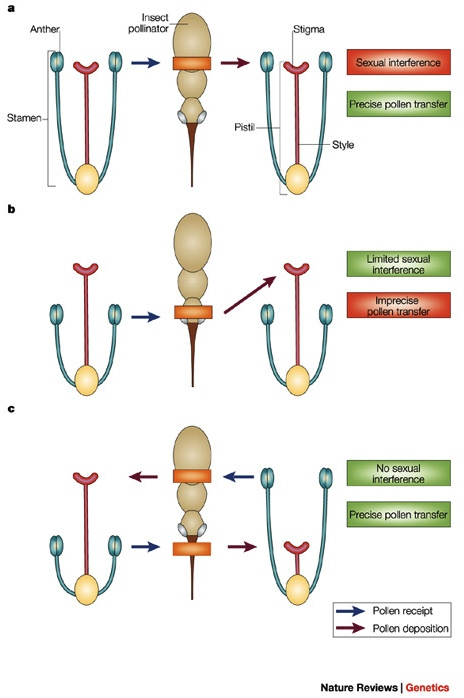 a
Anther
Insect
pollinator
Stigma
Sexual interference
Precise pollen transfer
Stamen
Pistil
Style
b
Limited sexual
interference
Imprecise
pollen transfer
c
No sexual
interference
Precise pollen transfer
Pollen receipt
Pollen deposition
Nature Reviews | Genetics